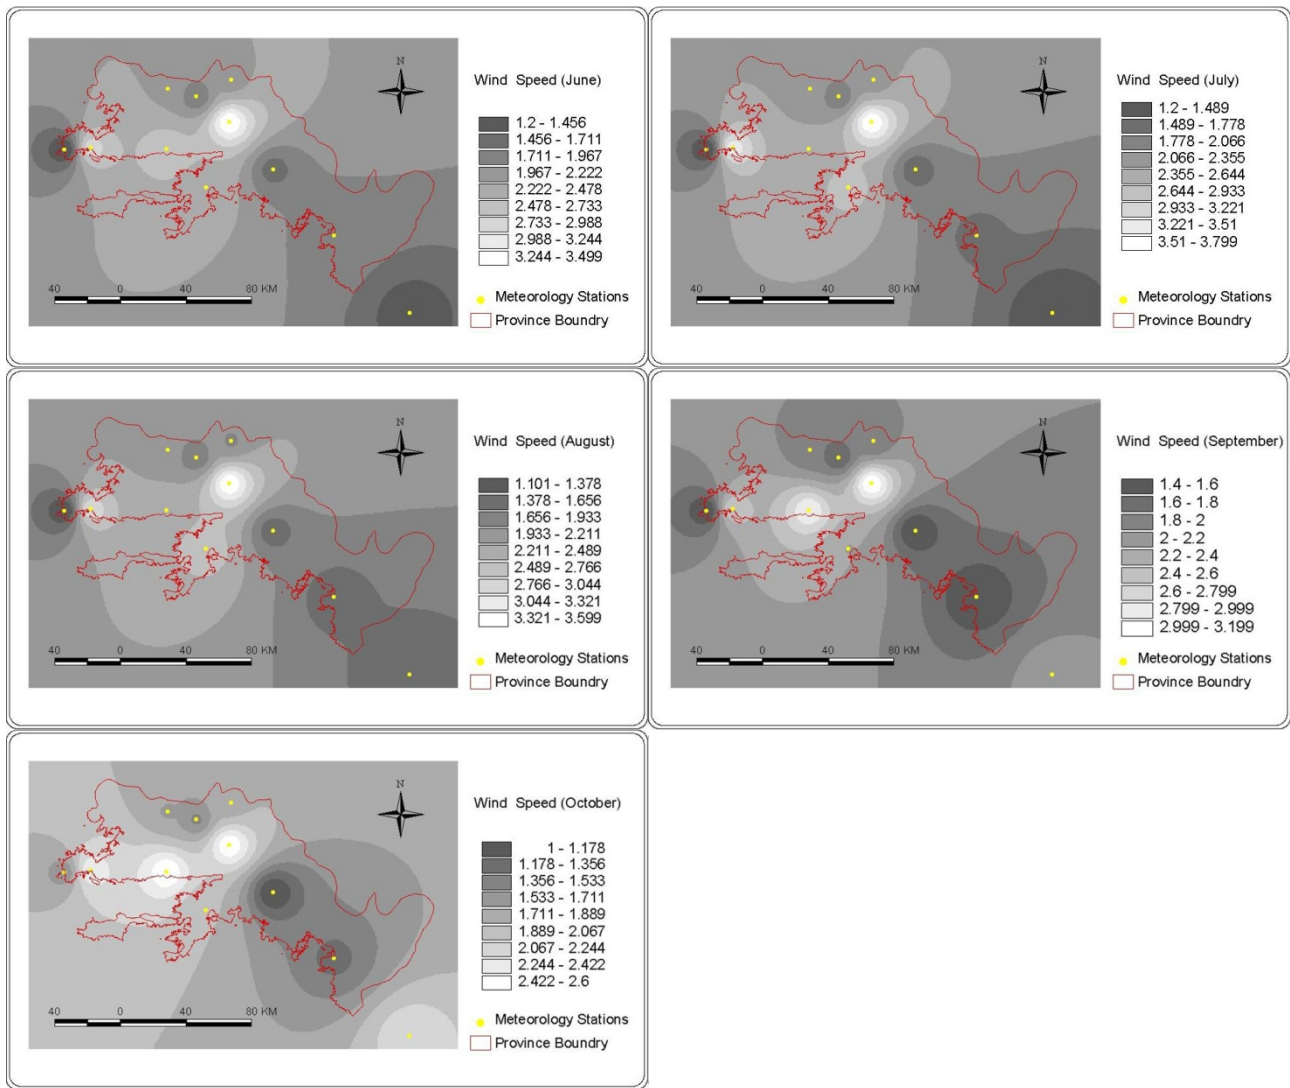 N
Wind Speed (June)
1.2 - 1.456
1.456 - 1.711
1.711 - 1.967
1.967 - 2.222
2.222 - 2.478
2.478 - 2.733
2.733 - 2.988
2.988 - 3.244
3.244 - 3.499
40 0 40 80 KM
Meteorology Stations
Province Boundry
N
Wind Speed (July)
1.2 - 1.489
1.489 - 1.778
1.778 - 2.066
2.066 - 2.355
2.355 - 2.644
2.644 - 2.933
2.933 - 3.221
3.221 - 3.51
3.51 - 3.799
40 0 40 80 KM
Meteorology Stations
Province Boundry
N
Wind Speed (August)
1.101 - 1.378
1.378 - 1.656
1.656 - 1.933
1.933 - 2.211
2.211 - 2.489
2.489 - 2.766
2.766 - 3.044
3.044 - 3.321
3.321 - 3.599
40 0 40 80 KM
Meteorology Stations
Province Boundry
N
Wind Speed (September)
1.4 - 1.6
1.6 - 1.8
1.8 - 2
2 - 2.2
2.2 - 2.4
2.4 - 2.6
2.6 - 2.799
2.799 - 2.999
2.999 - 3.199
40 0 40 80 KM
Meteorology Stations
Province Boundry
N
Wind Speed (October)
1 - 1.178
1.178 - 1.356
1.356 - 1.533
1.533 - 1.711
1.711 - 1.889
1.889 - 2.067
2.067 - 2.244
2.244 - 2.422
2.422 - 2.6
40 0 40 80 KM
Meteorology Stations
Province Boundry